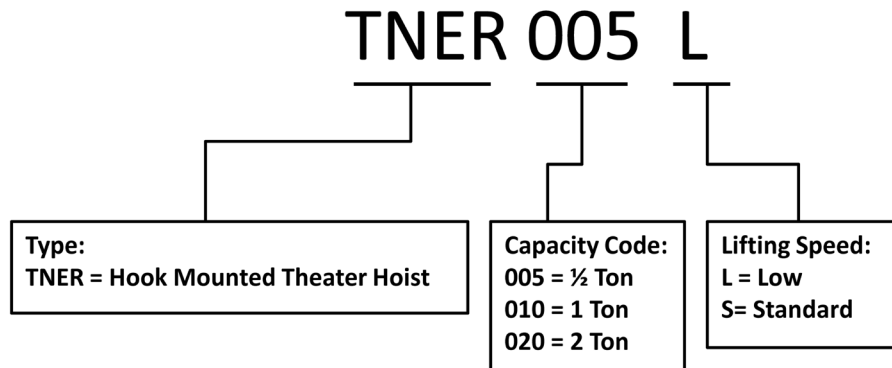 TNER 005 L
Type:
TNER = Hook Mounted Theater Hoist
Capacity Code:
005 = ½ Ton
010 = 1 Ton
020 = 2 Ton
Lifting Speed:
L = Low
S= Standard